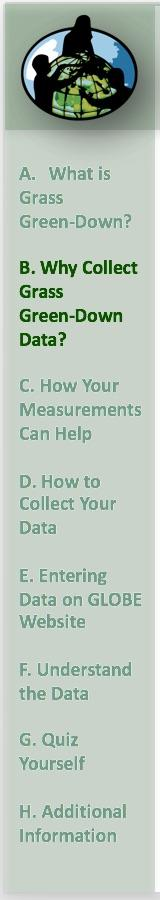 A.  What is
Grass
Green-Down?
B. Why Collect
Grass
Green-Down
Data?
C. How Your
Measurements
Can Help
D. How to
Collect Your
Data
E. Entering
Data on GLOBE
Website
F. Understand
the Data
G. Quiz
Yourself
H. Additional
Information